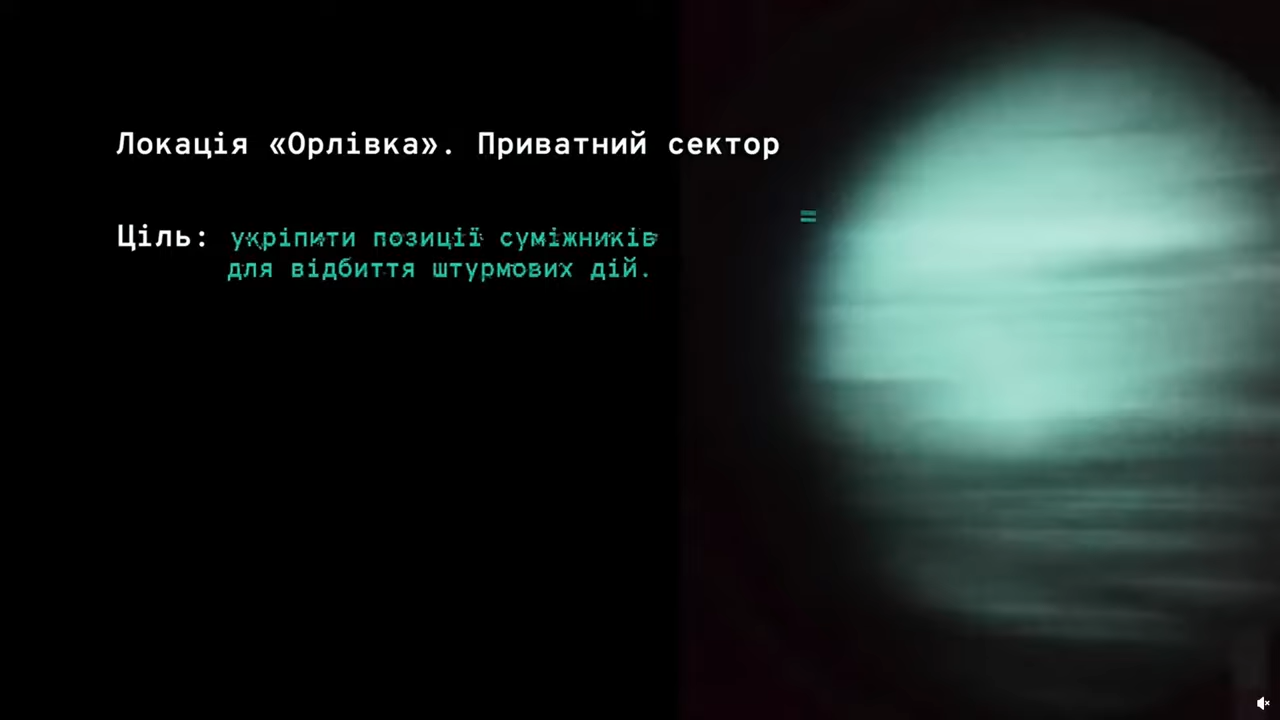 Локація «Орлівка». Приватний сектор
=
Ціль: укріпити позиції суміжників
для відбиття штурмових дій.